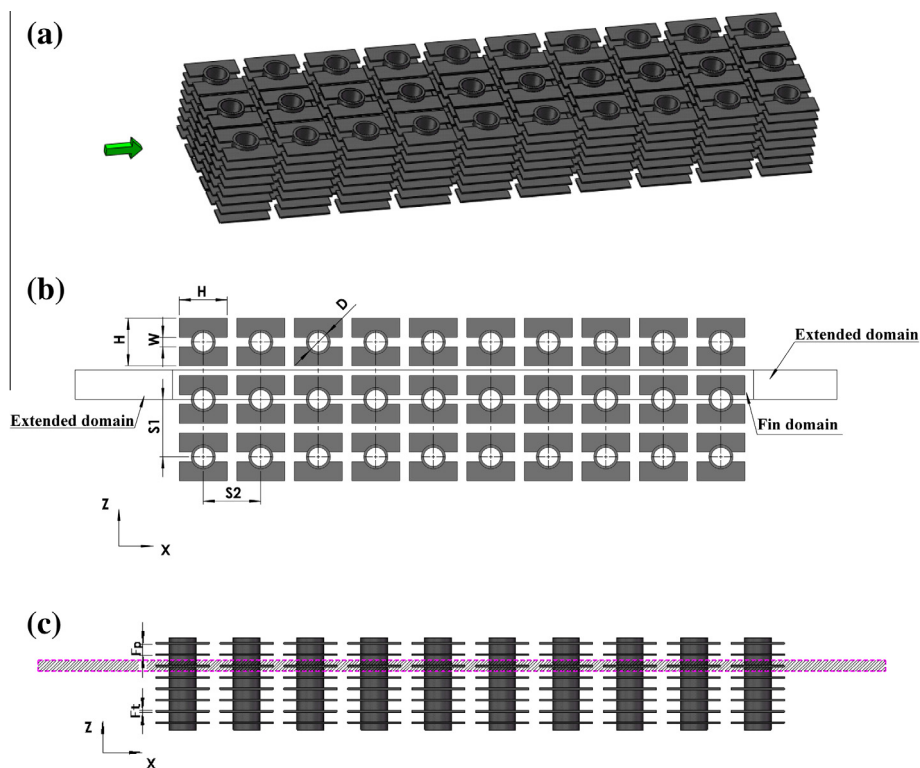 (a)
(b)
H
D
H
W
Extended domain
Extended domain
S1
Fin domain
S2
Z
X
(c)
Fp
Ft
Z
X